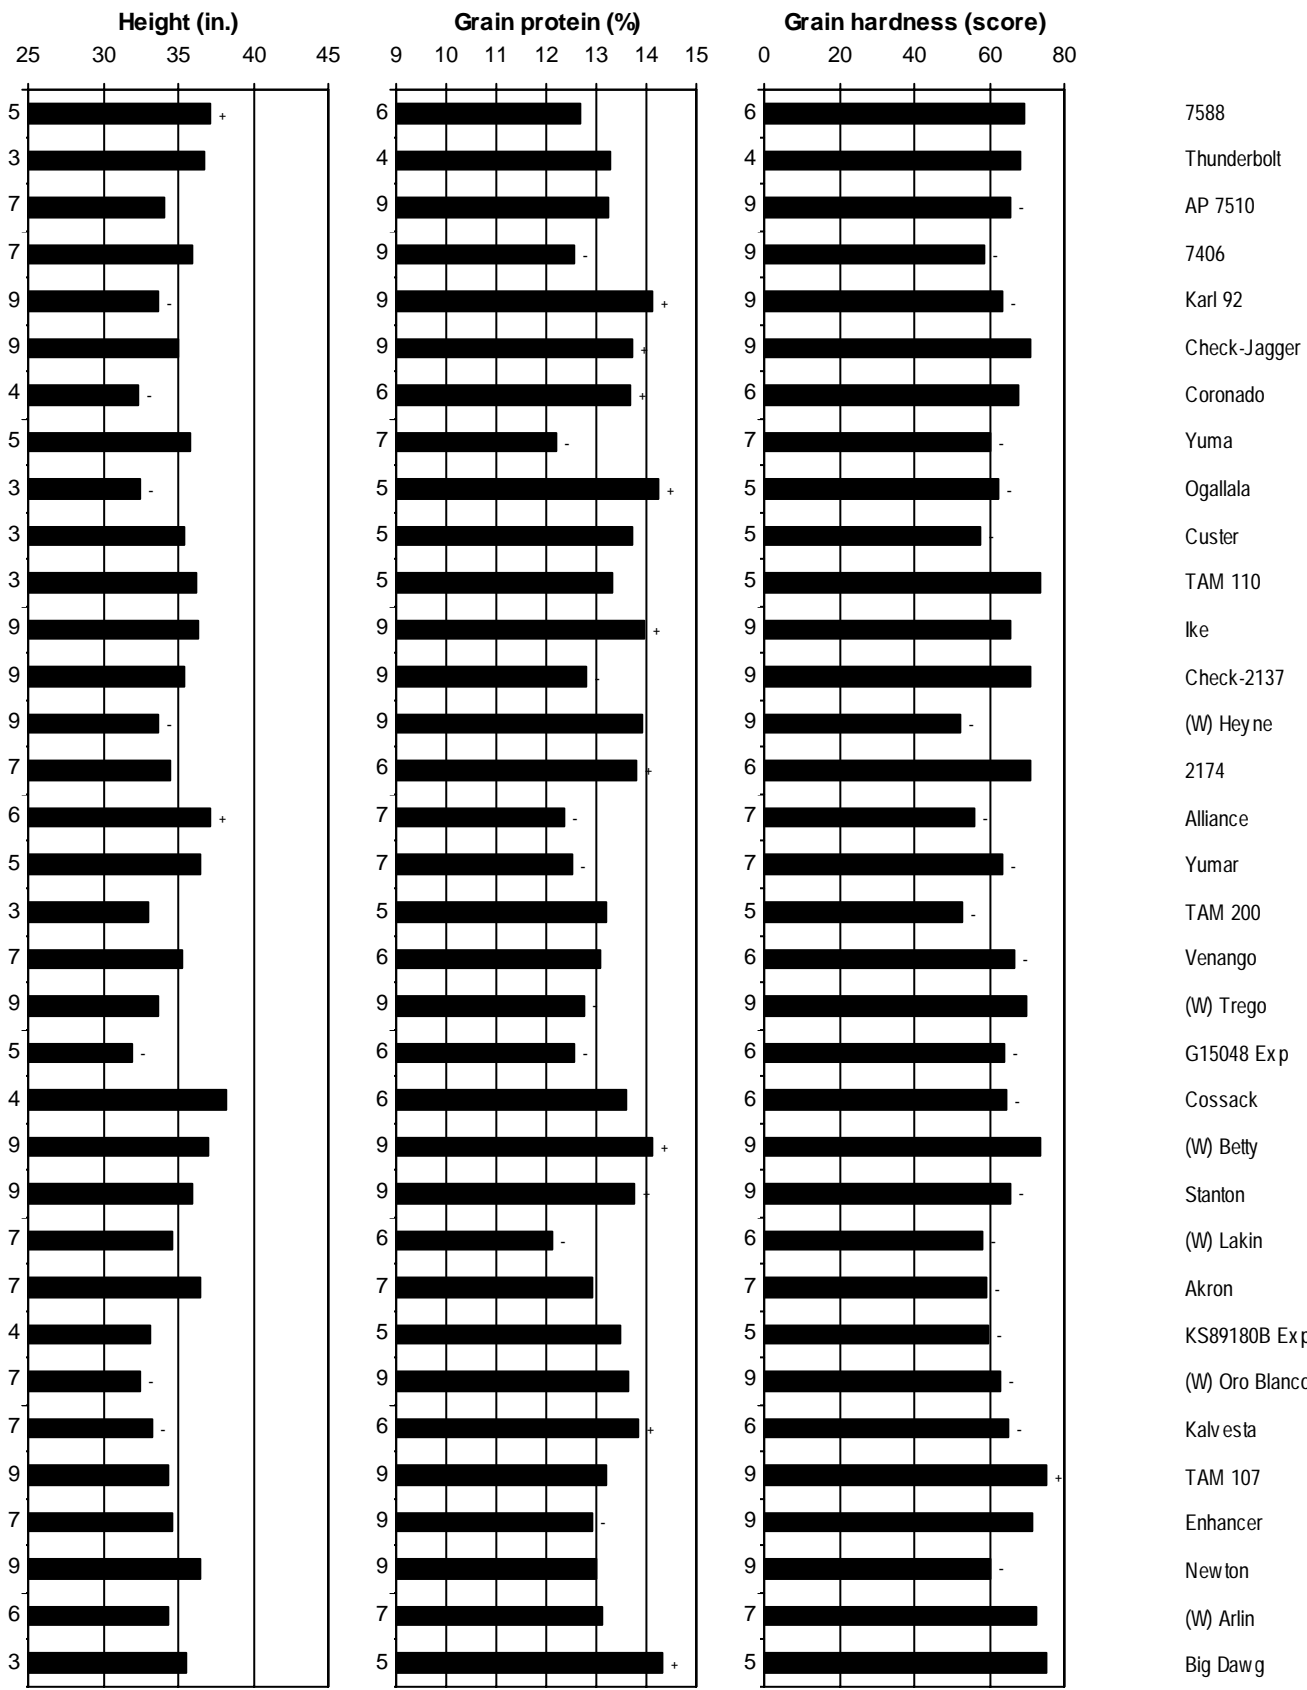 Height (in.) Grain protein (%) Grain hardness (score)
25 30 35 40 45 9 10 11 12 13 14 15 0 20 40 60 80
5 + 6 6 7588
3 4 4 Thunderbolt
7 9 9 - AP 7510
7 9 - 9 - 7406
9 - 9 + 9 - Karl 92
9 9 + 9 Check-Jagger
4 - 6 + 6 Coronado
5 7 - 7 - Yuma
3 - 5 + 5 - Ogallala
3 5 5 - Custer
3 5 5 TAM 110
9 9 + 9 Ike
9 9 - 9 Check-2137
9 - 9 9 - (W) Heyne
7 6 + 6 2174
6 + 7 - 7 - Alliance
5 7 - 7 - Yumar
3 5 5 - TAM 200
7 6 6 - Venango
9 9 - 9 (W) Trego
5 - 6 - 6 - G15048 Exp
4 6 6 - Cossack
9 9 + 9 (W) Betty
9 9 + 9 - Stanton
7 6 - 6 - (W) Lakin
7 7 7 - Akron
4 5 5 - KS89180B Exp
7 - 9 9 - (W) Oro Blanco
7 - 6 + 6 - Kalvesta
9 9 9 + TAM 107
7 9 - 9 Enhancer
9 9 9 - Newton
6 7 7 (W) Arlin
3 5 + 5 Big Dawg